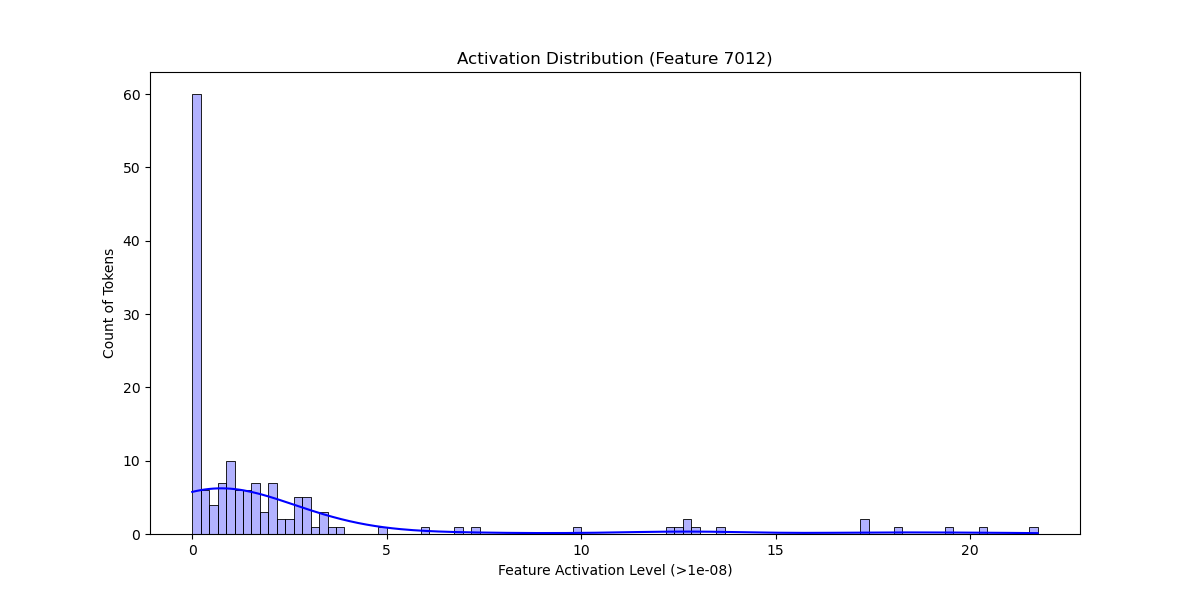 Activation Distribution (Feature 7012)
60
50
40
30
20
10
0
Count of Tokens
0 5 10 15 20
Feature Activation Level (>1e-08)